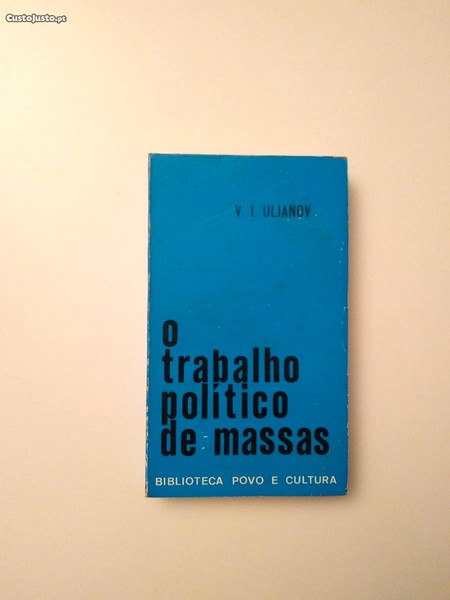 CustoJusto.pt
V. I. ULIANOV
o
trabalho
político
de massas
BIBLIOTECA POVO E CULTURA